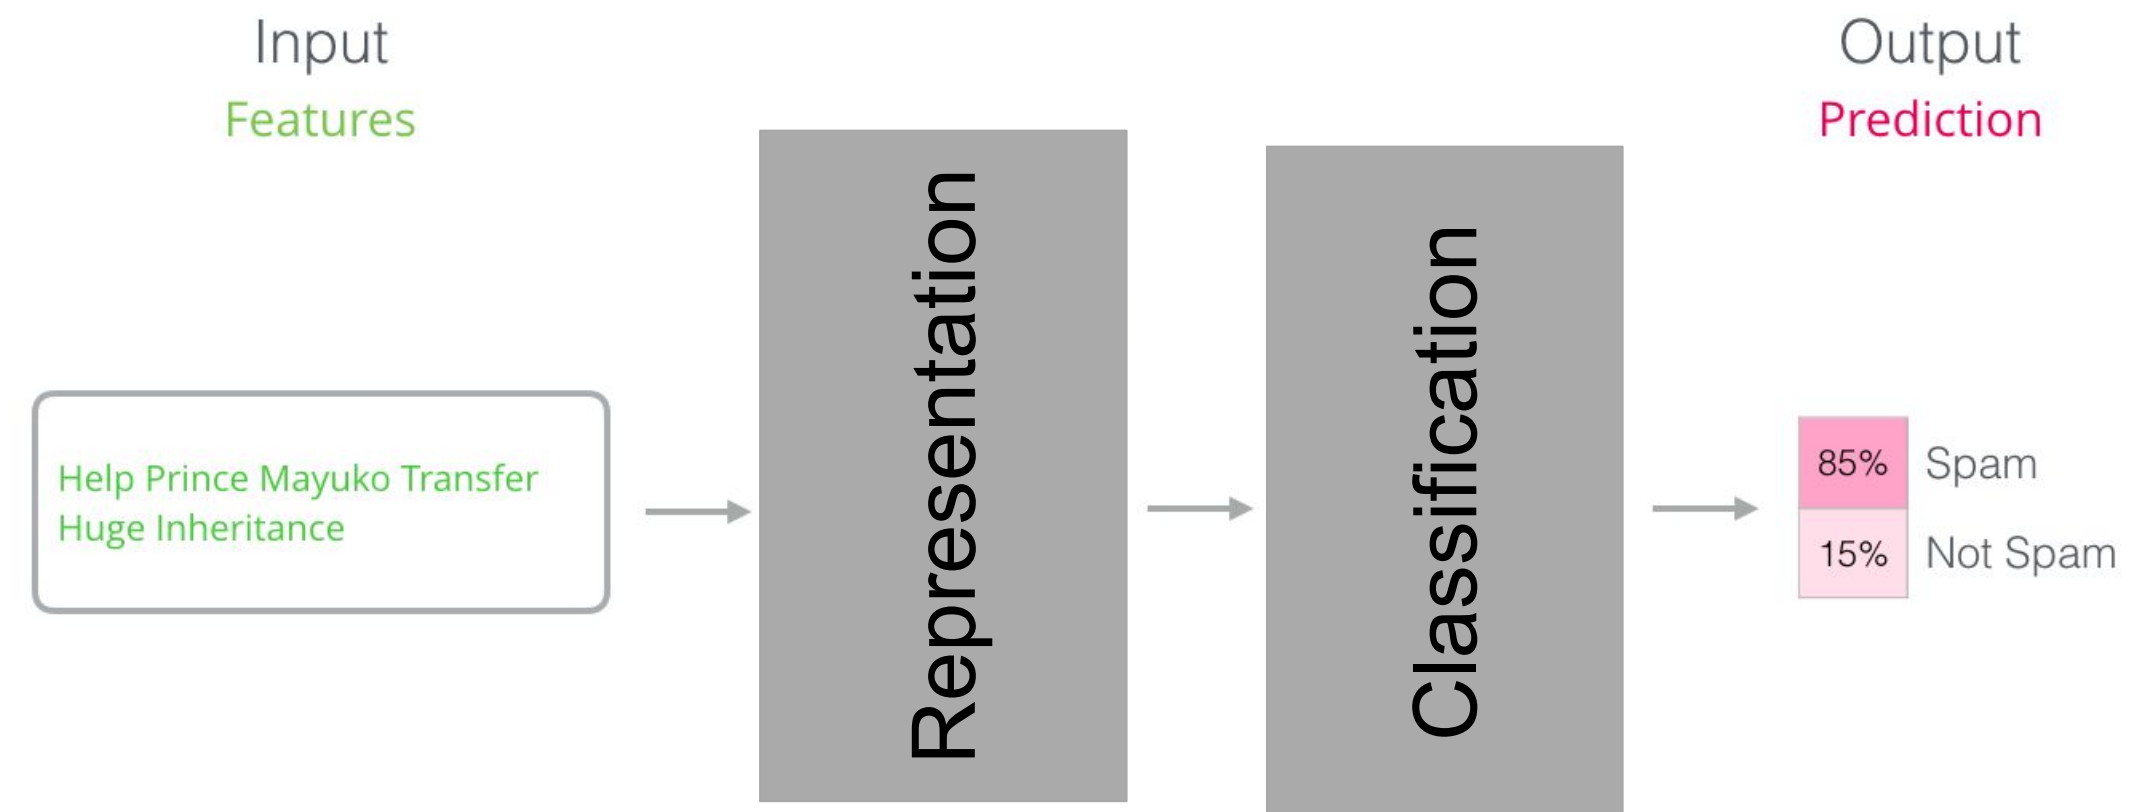 Input
Features
Help Prince Mayuko Transfer
Huge Inheritance
Representation
Classification
Output
Prediction
85% Spam
15% Not Spam